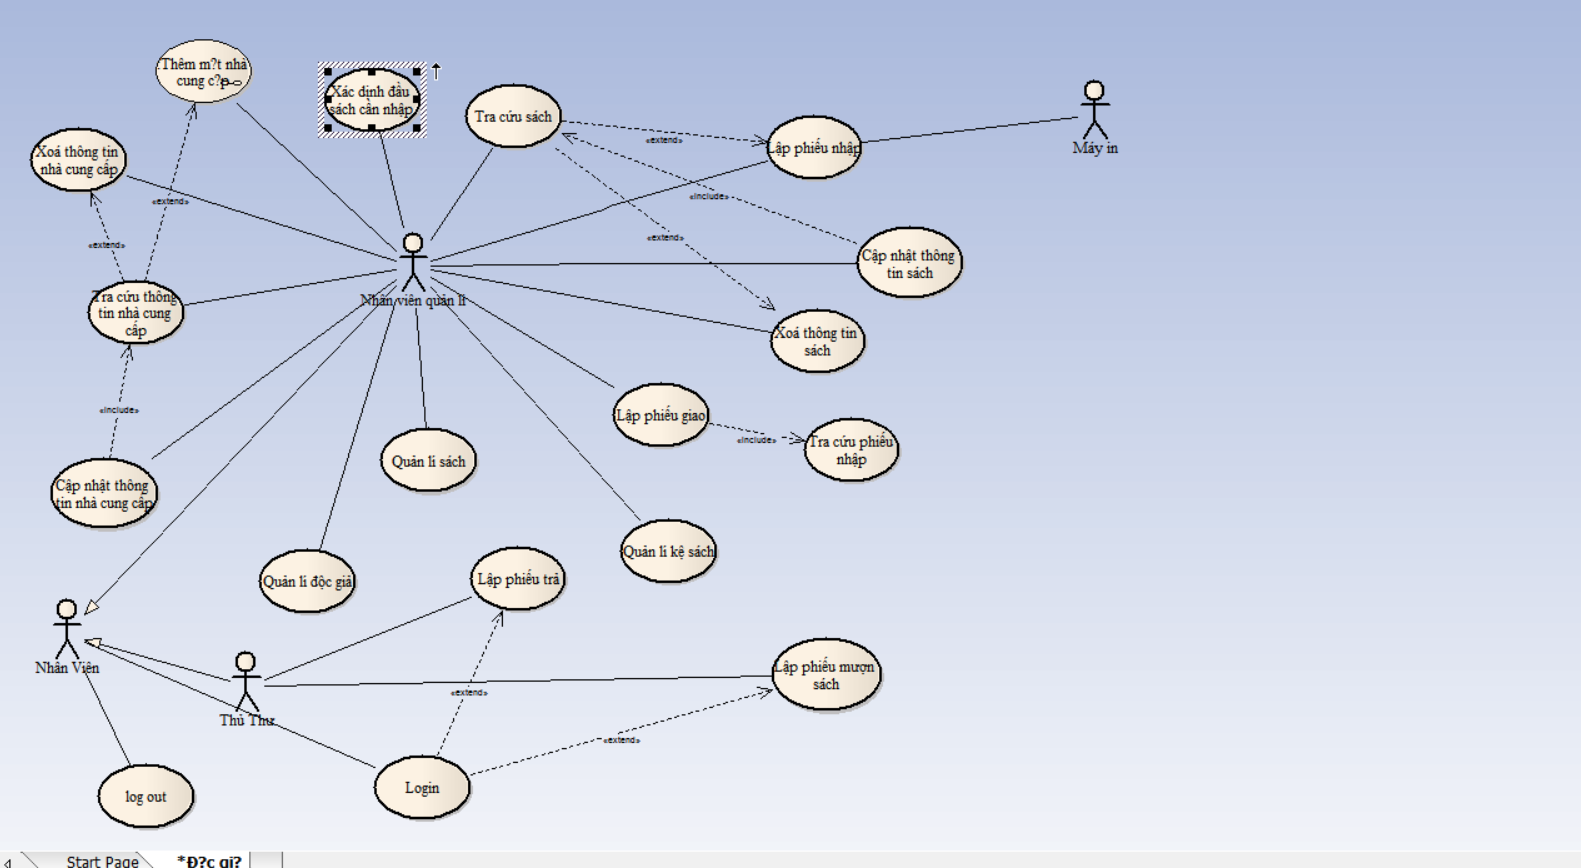 Thêm m?t nhà
cung c?p
Xác định đầu
sách cần nhập
Tra cứu sách
Lập phiếu nhập
Máy in
Xoá thông tin
nhà cung cấp
«extend»
«extend»
«include»
«extend»
«extend»
«extend»
Cập nhật thông
tin sách
Nhân viên quản lí
Tra cứu thông
tin nhà cung
cấp
Xoá thông tin
sách
«include»
Lập phiếu giao
«include»
Tra cứu phiếu
nhập
Quản lí sách
Cập nhật thông
tin nhà cung cấp
Quản lí kệ sách
Quản lí độc giả
Lập phiếu trả
Nhân Viên
Thủ Thư
«extend»
Lập phiếu mượn
sách
«extend»
Login
log out
Start Page
*Đ?c gi?